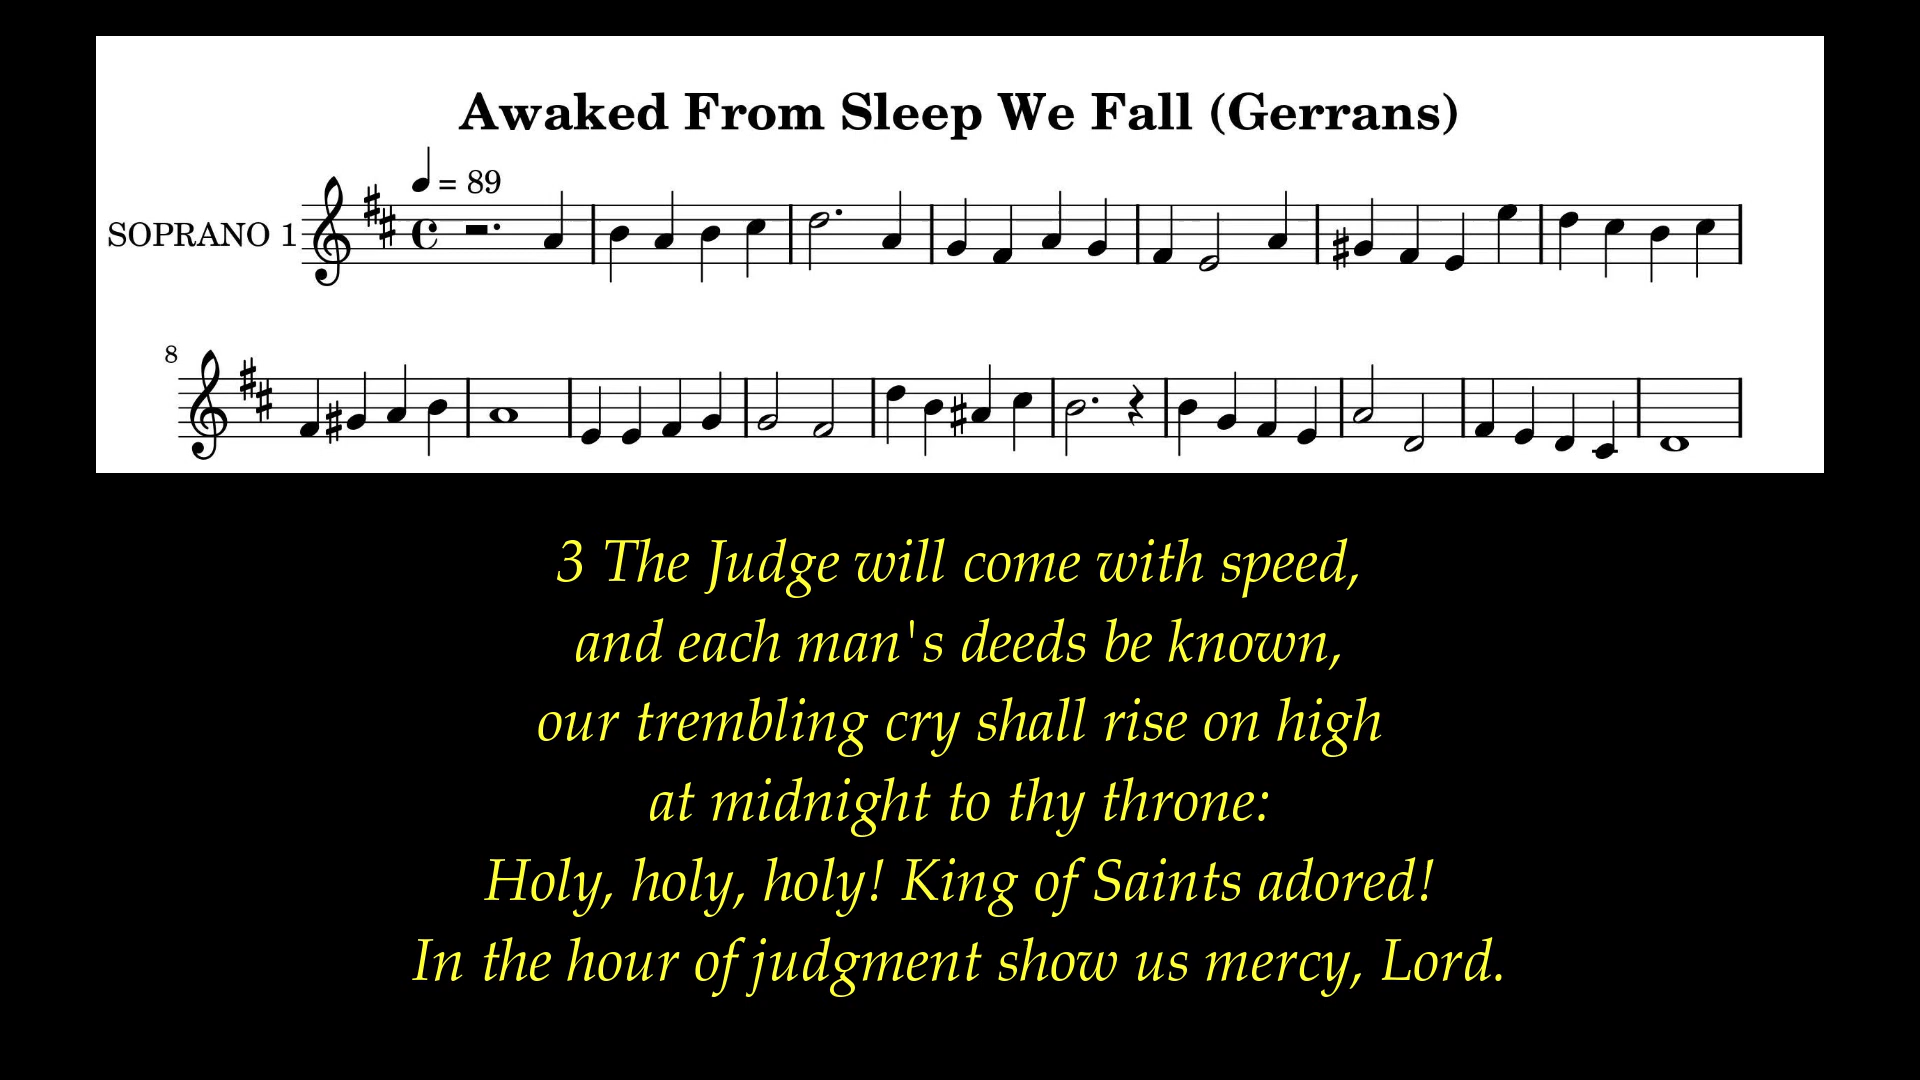 Awaked From Sleep We Fall (Gerrans)
= 89
SOPRANO 1
8
3 The Judge will come with speed,
and each man's deeds be known,
our trembling cry shall rise on high
at midnight to thy throne:
Holy, holy, holy! King of Saints adored!
In the hour of judgment show us mercy, Lord.